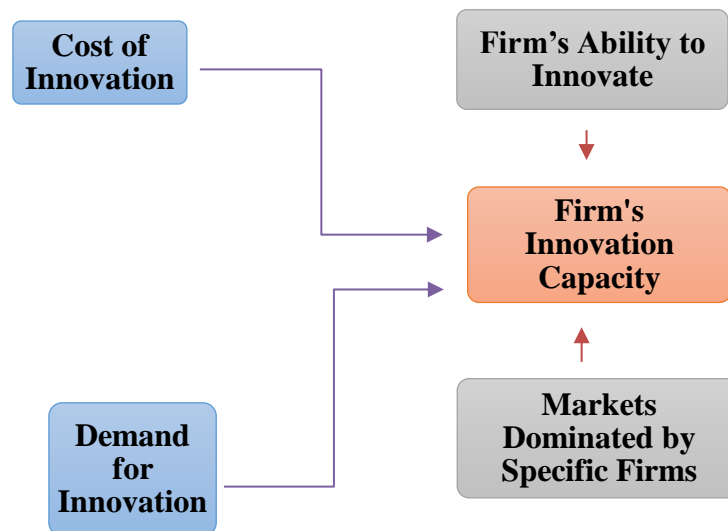 Cost of
Innovation
Firm’s Ability to
Innovate
Firm's
Innovation
Capacity
Demand
for
Innovation
Markets
Dominated by
Specific Firms